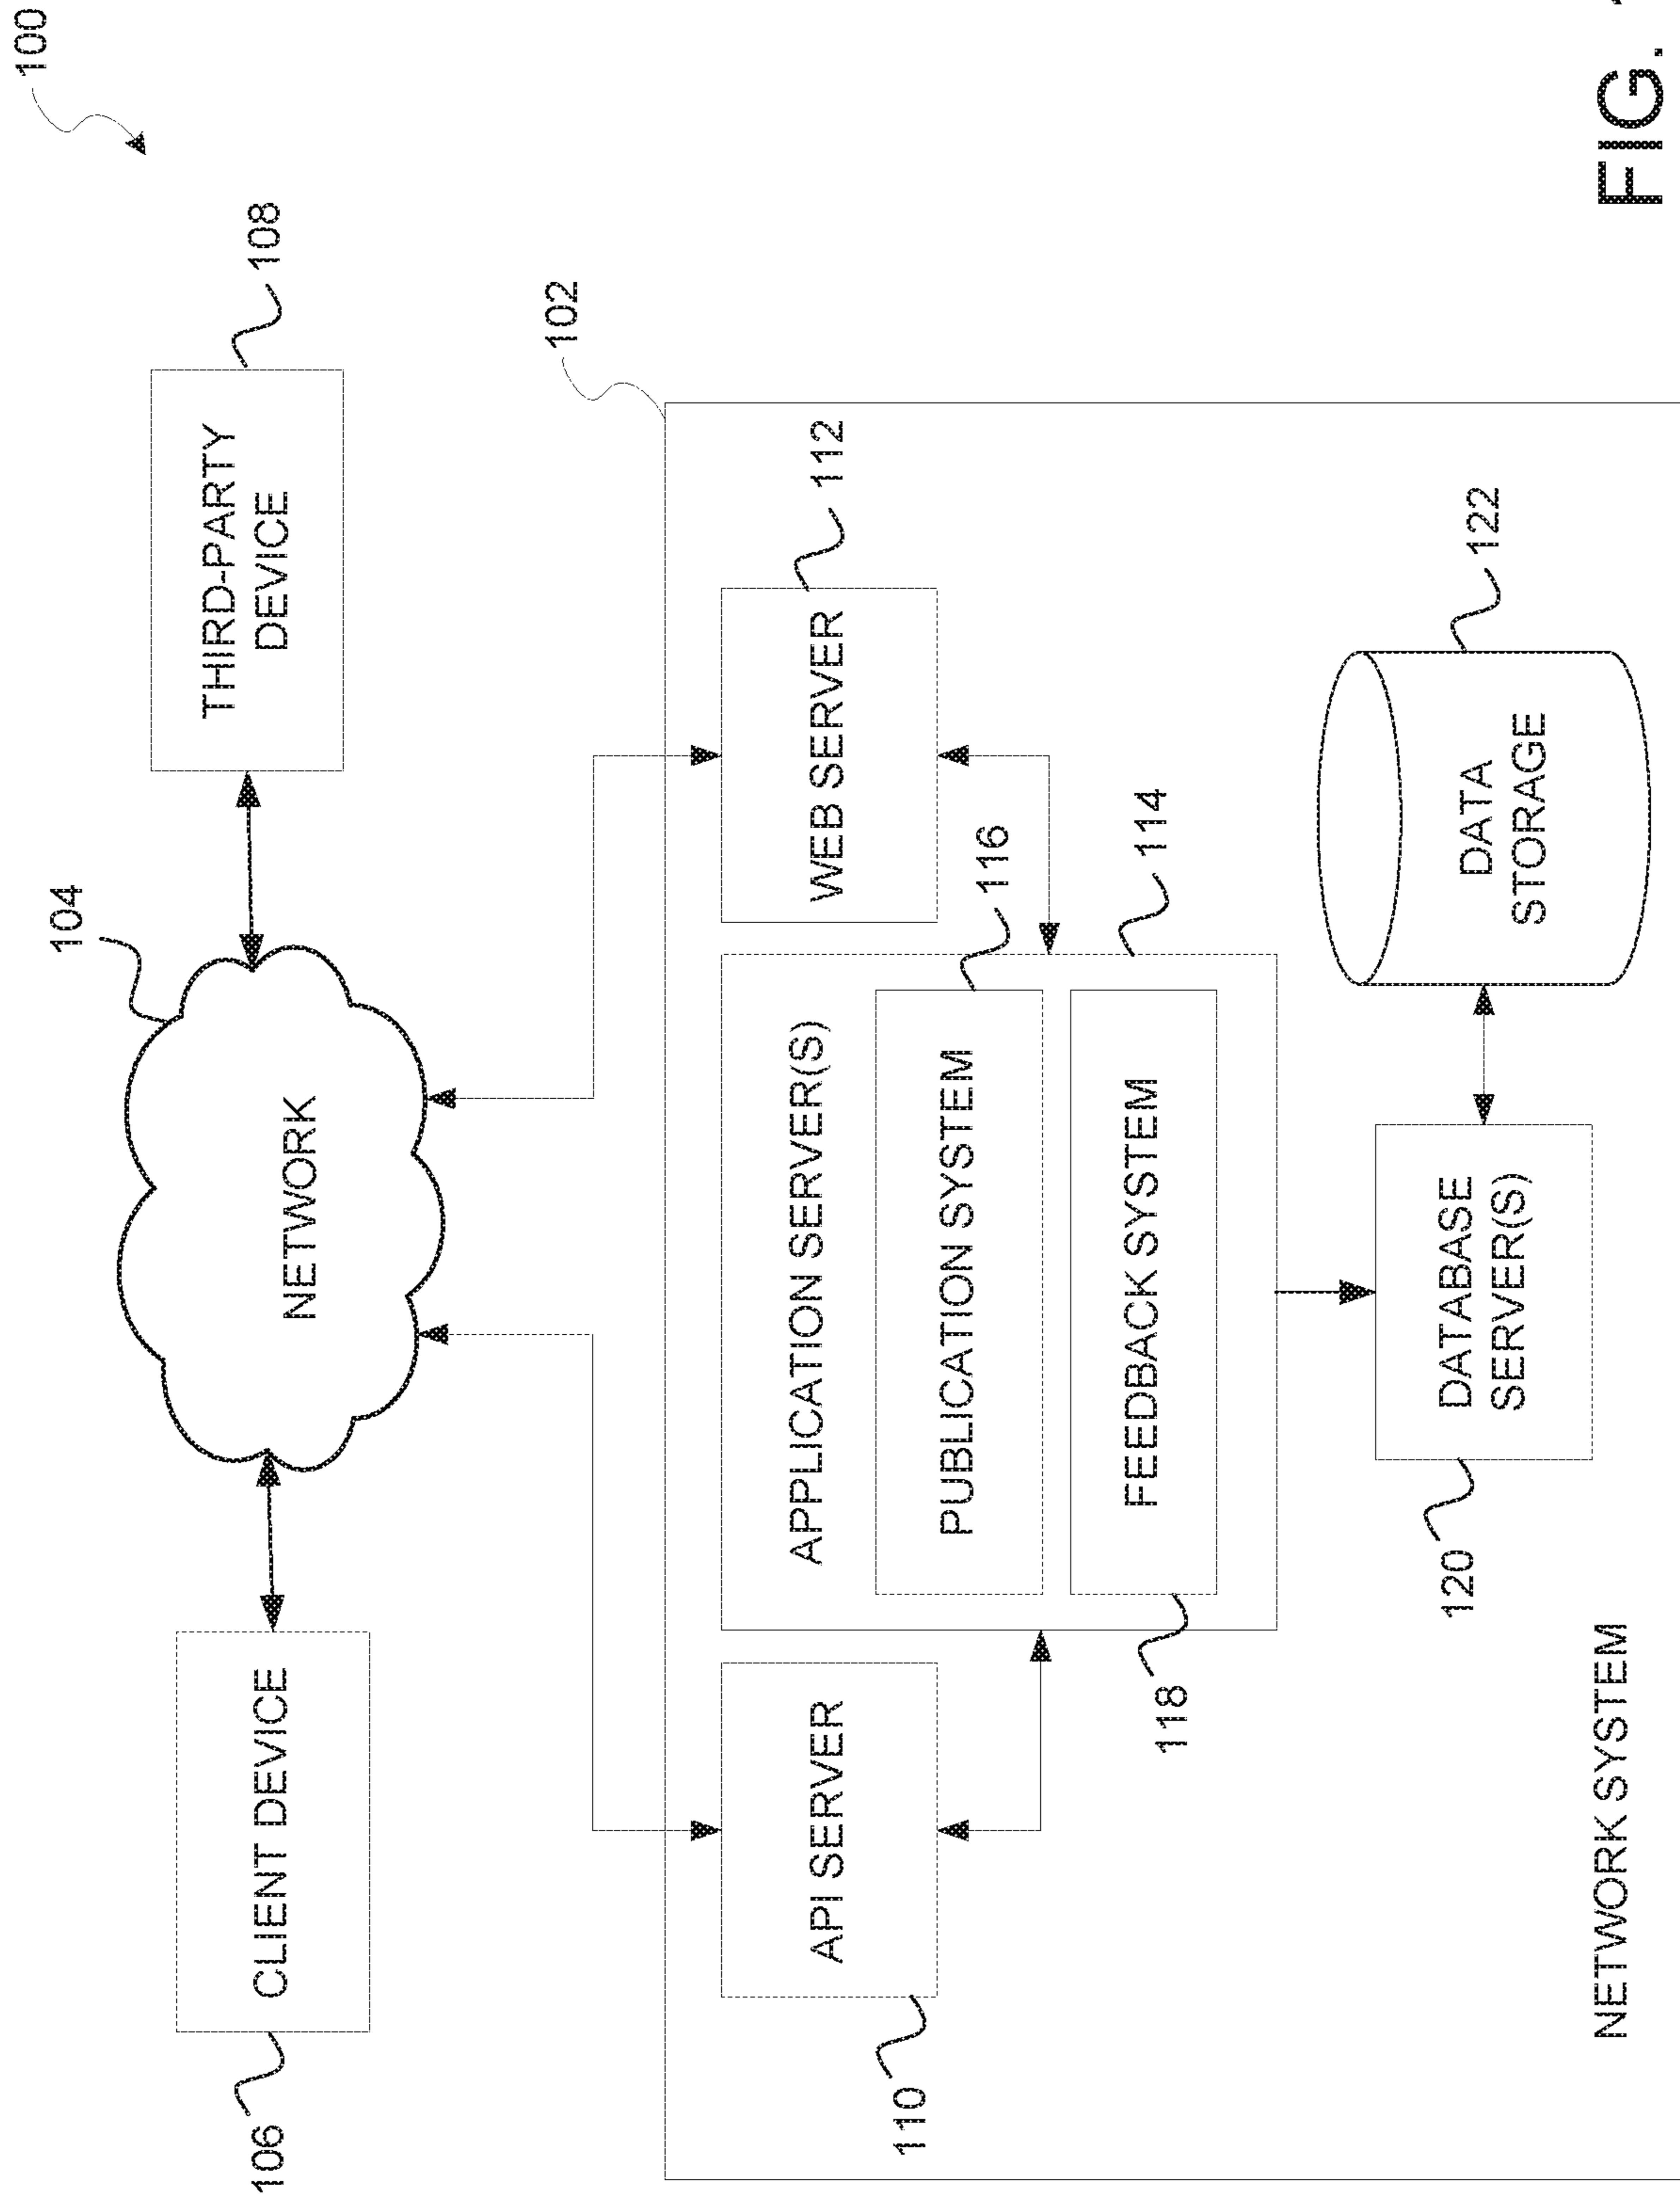 100
104
THIRD-PARTY
DEVICE
108
NETWORK
CLIENT DEVICE
106
102
API SERVER
110
APPLICATION SERVER(S)
WEB SERVER
112
PUBLICATION SYSTEM
116
FEEDBACK SYSTEM
118
114
DATABASE
SERVER(S)
120
DATA
STORAGE
122
NETWORK SYSTEM
FIG.